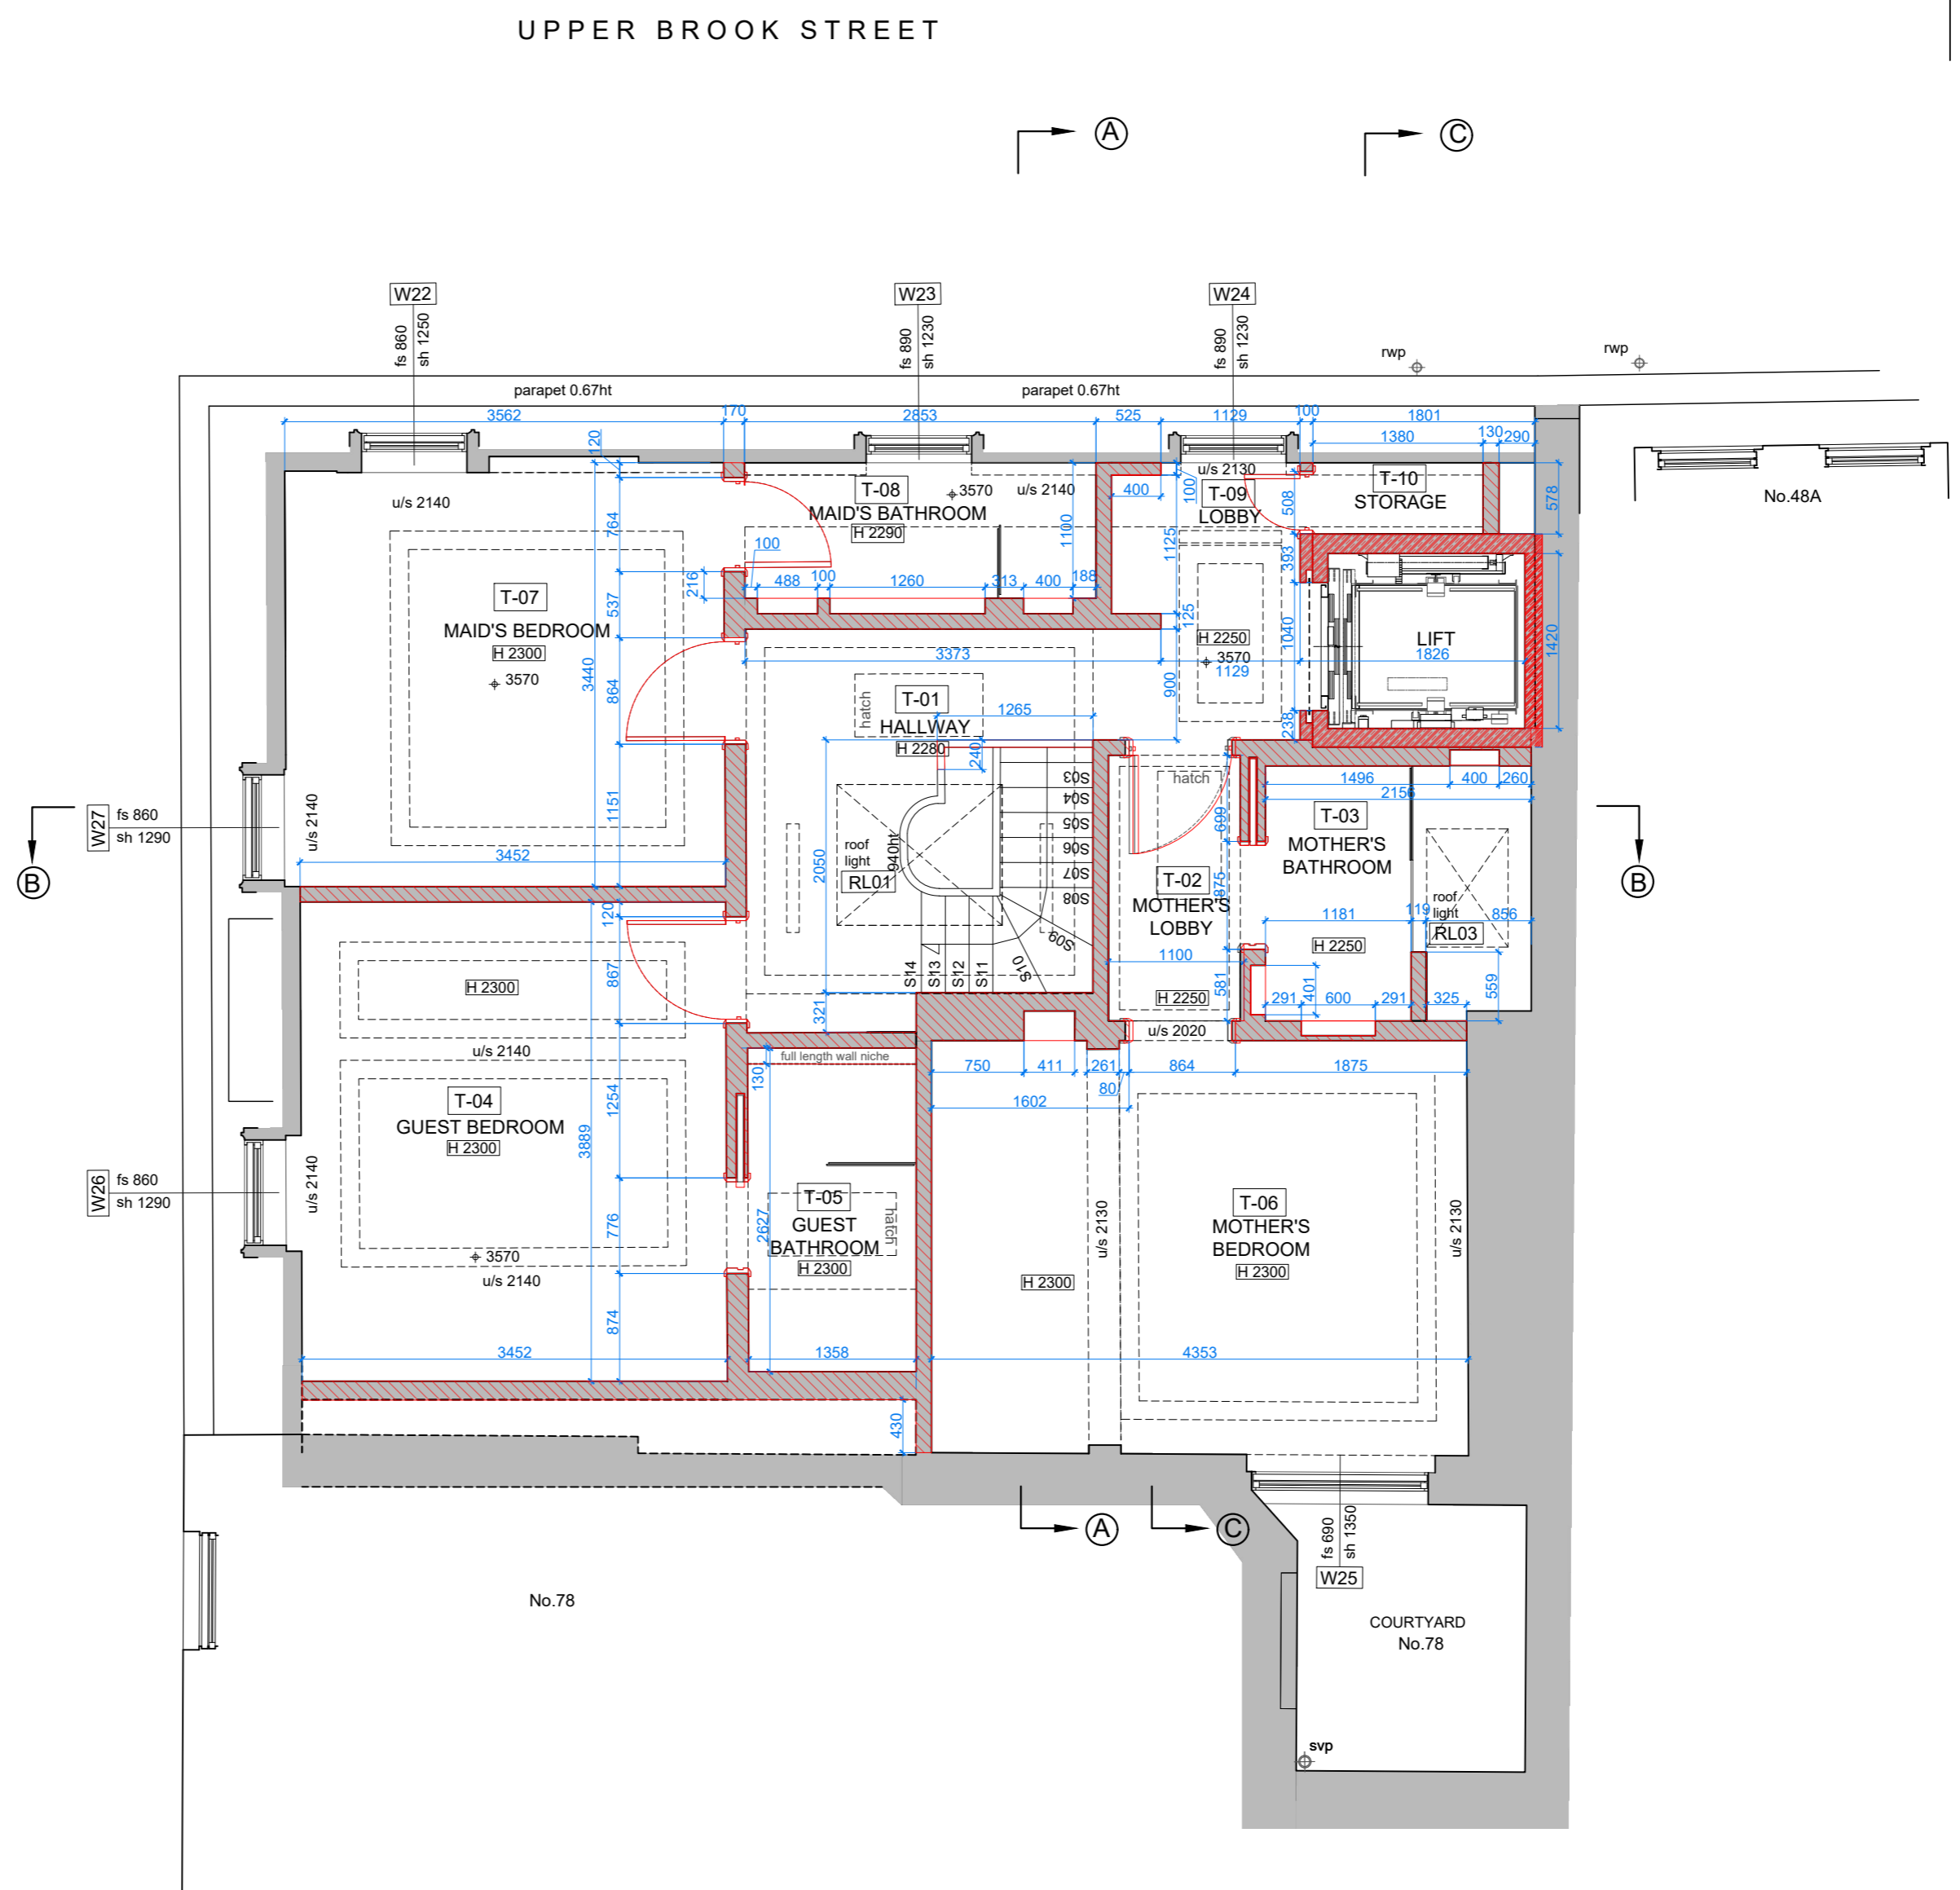 UPPER BROOK STREET
A
C
W22
W23
W24
fs 860
sh 1250
fs 890
sh 1230
fs 890
sh 1230
rwp
rwp
parapet 0.67ht
parapet 0.67ht
3562
170
2853
525
1129
100
1801
1380
130
290
120
No.48A
u/s 2140
T-08
3570
u/s 2140
MAID'S BATHROOM
H 2290
400
100
u/s 2130
T-09
LOBBY
508
T-10
STORAGE
578
764
1100
1125
393
100
488
100
1260
313
400
188
216
537
125
T-07
MAID'S BEDROOM
H 2300
3570
3440
864
H 2250
3570
1129
1040
LIFT
1826
1420
3373
900
238
hatch
T-01
HALLWAY
H 2280
1265
240
S03
S04
S05
S06
S07
S08
S09
S10
S11
S12
S13
S14
hatch
1496
400
260
2156
T-03
MOTHER'S
BATHROOM
699
875
W27
fs 860
sh 1290
u/s 2140
1151
3452
2050
roof
light
RL01
940ht
B
B
T-02
MOTHER'S
LOBBY
roof
light
RL03
1181
119
856
H 2250
1100
H 2250
581
401
291
600
291
325
559
120
867
H 2300
321
u/s 2020
u/s 2140
full length wall niche
130
750
411
261
80
864
1875
1602
T-04
GUEST BEDROOM
H 2300
1254
3889
W26
fs 860
sh 1290
u/s 2140
776
3570
u/s 2140
T-05
GUEST
BATHROOM
H 2300
hatch
2627
u/s 2130
T-06
MOTHER'S
BEDROOM
H 2300
H 2300
u/s 2130
874
3452
1358
4353
430
A
C
fs 690
sh 1350
W25
No.78
COURTYARD
No.78
svp